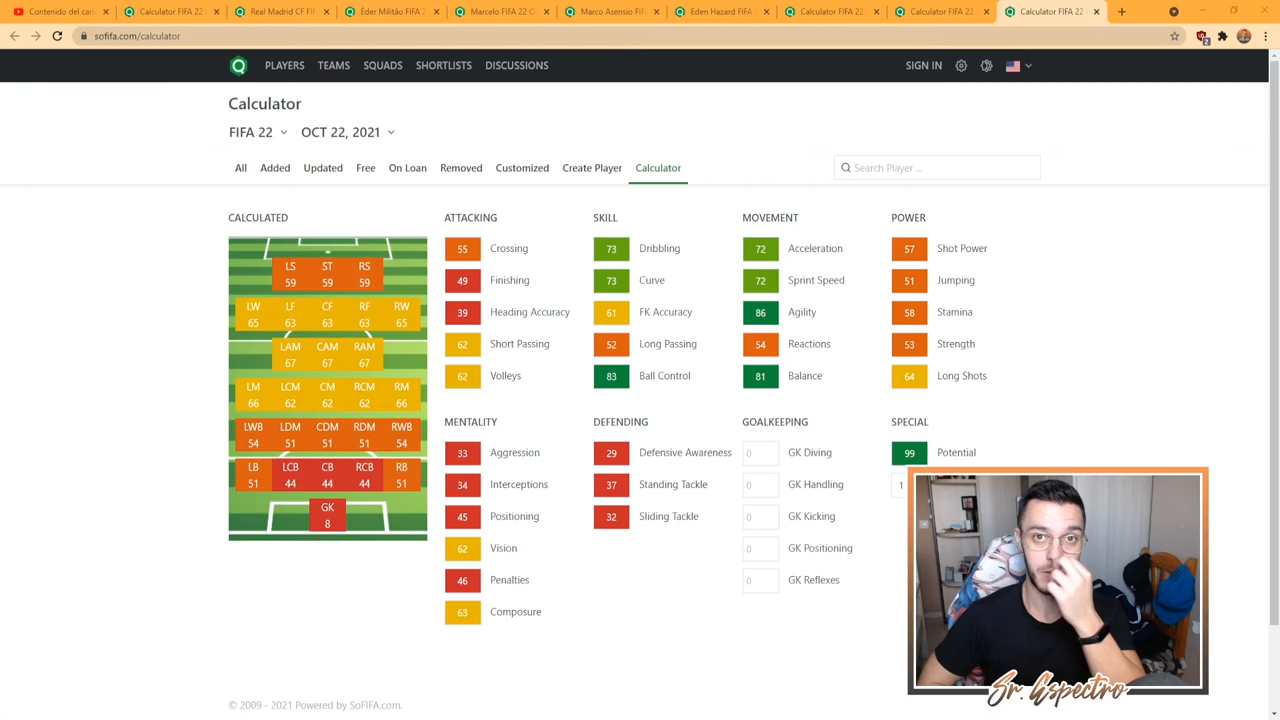 Contenido del can
Calculator FIFA 22
Real Madrid CF FIF
Éder Militão FIFA 2
Marcelo FIFA 22 O
Marco Asensio FIFA
Eden Hazard FIFA 2
Calculator FIFA 22
Calculator FIFA 22
Calculator FIFA 22
sofifa.com/calculator
2
PLAYERS TEAMS SQUADS SHORTLISTS DISCUSSIONS SIGN IN
Calculator
FIFA 22 OCT 22, 2021
All Added Updated Free On Loan Removed Customized Create Player Calculator Search Player ...
CALCULATED
LS ST RS
59 59 59
LW LF CF RF RW
65 63 63 63 65
LAM CAM RAM
67 67 67
LM LCM CM RCM RM
66 62 62 62 66
LWB LDM CDM RDM RWB
54 51 51 51 54
LB LCB CB RCB RB
51 44 44 44 51
GK
8
ATTACKING
55 Crossing
49 Finishing
39 Heading Accuracy
62 Short Passing
62 Volleys
SKILL
73 Dribbling
73 Curve
61 FK Accuracy
52 Long Passing
83 Ball Control
MOVEMENT
72 Acceleration
72 Sprint Speed
86 Agility
54 Reactions
81 Balance
POWER
57 Shot Power
51 Jumping
58 Stamina
53 Strength
64 Long Shots
MENTALITY
33 Aggression
34 Interceptions
45 Positioning
62 Vision
46 Penalties
63 Composure
DEFENDING
29 Defensive Awareness
37 Standing Tackle
32 Sliding Tackle
GOALKEEPING
0 GK Diving
0 GK Handling
0 GK Kicking
0 GK Positioning
0 GK Reflexes
SPECIAL
99 Potential
1
Sr. Espectro
© 2009 - 2021 Powered by SoFIFA.com.